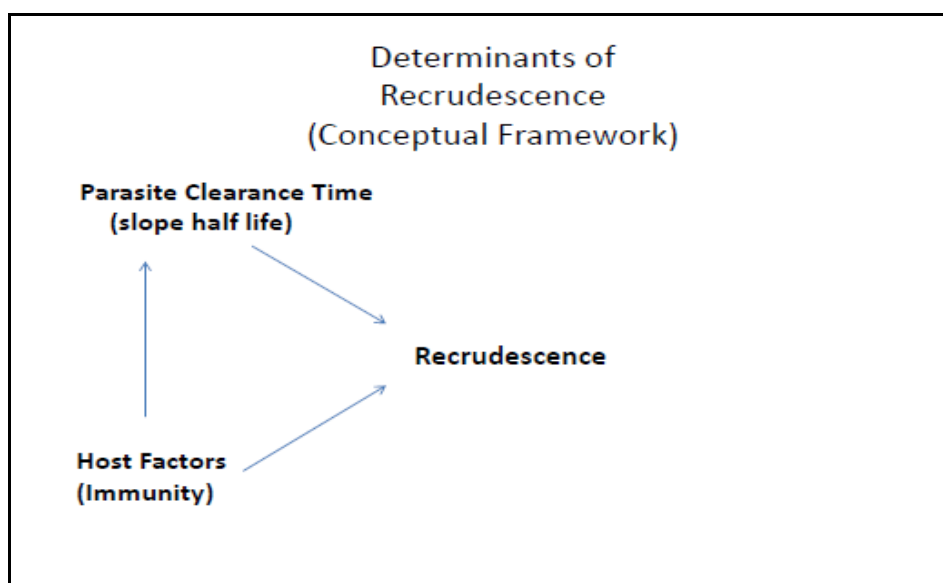 Determinants of
Recrudescence
(Conceptual Framework)
Parasite Clearance Time
(slope half life)
Recrudescence
Host Factors
(Immunity)